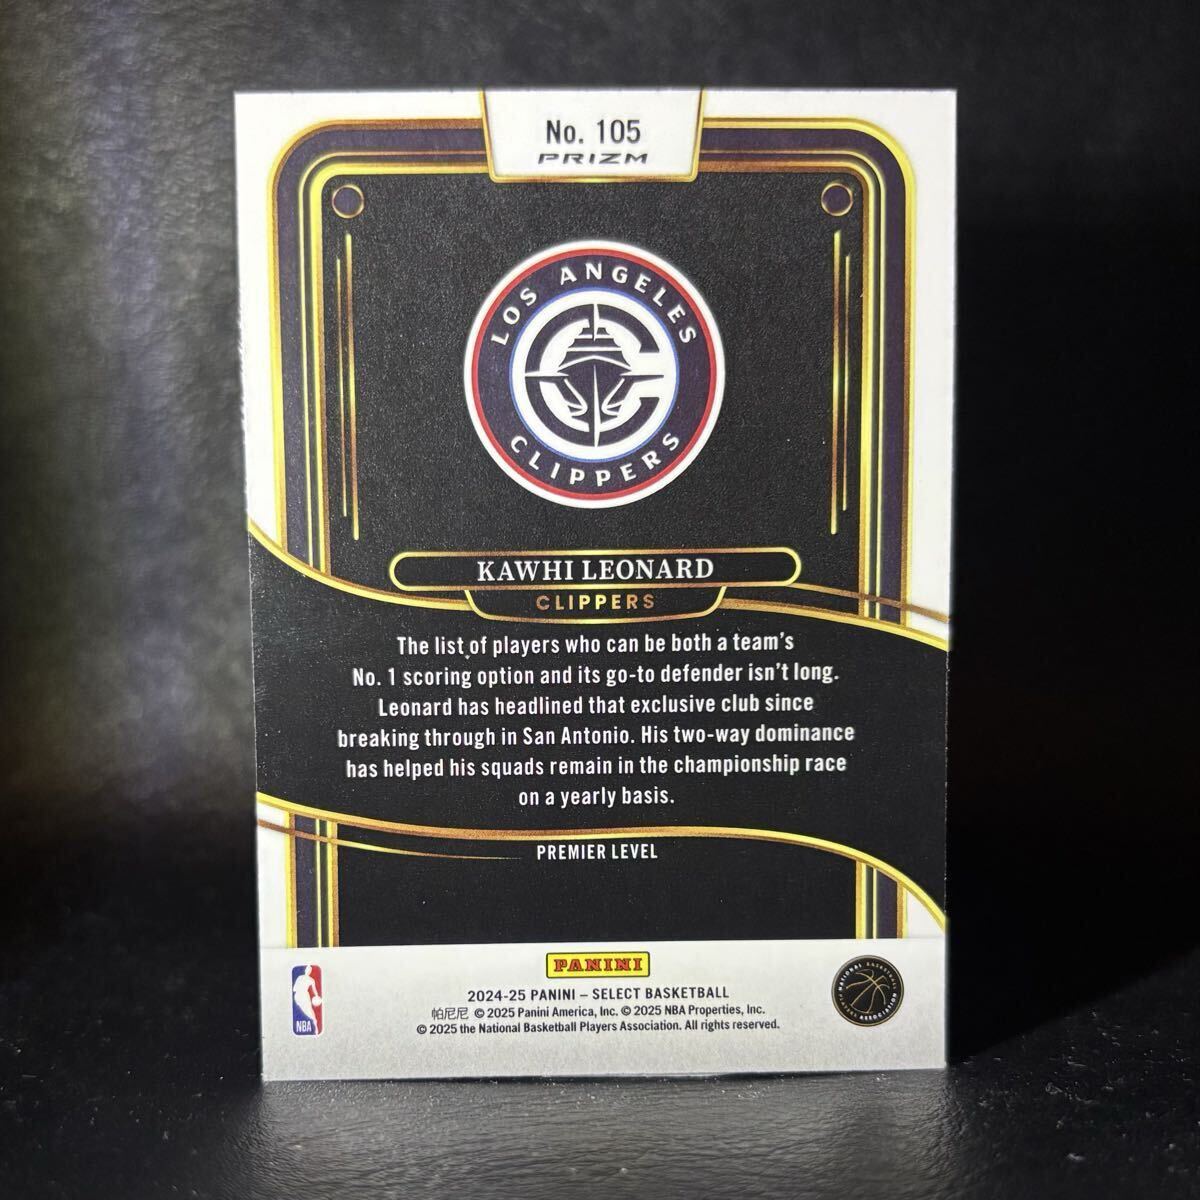 No. 105
PRIZM
LOS ANGELES
CLIPPERS
KAWHI LEONARD
CLIPPERS
The list of players who can be both a team's
No. 1 scoring option and its go-to defender isn't long.
Leonard has headlined that exclusive club since
breaking through in San Antonio. His two-way dominance
has helped his squads remain in the championship race
on a yearly basis.
PREMIER LEVEL
PANINI
2024-25 PANINI – SELECT BASKETBALL
帕尼尼 © 2025 Panini America, Inc. © 2025 NBA Properties, Inc.
© 2025 the National Basketball Players Association. All rights reserved.
NBA
NATIONAL BASKETBALL
PLAYERS ASSOCIATION